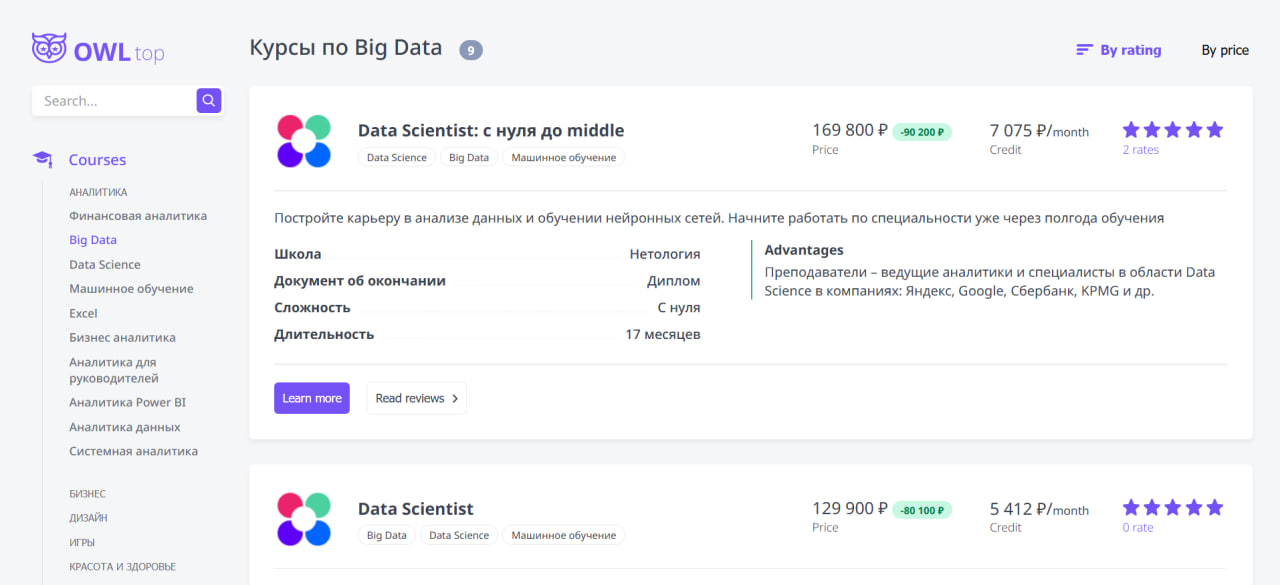 OWL top
Search...
Courses
АНАЛИТИКА
Финансовая аналитика
Big Data
Data Science
Машинное обучение
Excel
Бизнес аналитика
Аналитика для
руководителей
Аналитика Power BI
Аналитика данных
Системная аналитика
БИЗНЕС
ДИЗАЙН
ИГРЫ
КРАСОТА И ЗДОРОВЬЕ
Курсы по Big Data 9
By rating By price
Data Scientist: с нуля до middle
Data Science Big Data Машинное обучение
169 800 ₽ -90 200 ₽
Price
7 075 ₽/month
Credit
2 rates
Постройте карьеру в анализе данных и обучении нейронных сетей. Начните работать по специальности уже через полгода обучения
Школа Нетология
Документ об окончании Диплом
Сложность С нуля
Длительность 17 месяцев
Advantages
Преподаватели – ведущие аналитики и специалисты в области Data
Science в компаниях: Яндекс, Google, Сбербанк, KPMG и др.
Learn more Read reviews
Data Scientist
Big Data Data Science Машинное обучение
129 900 ₽ -80 100 ₽
Price
5 412 ₽/month
Credit
0 rate